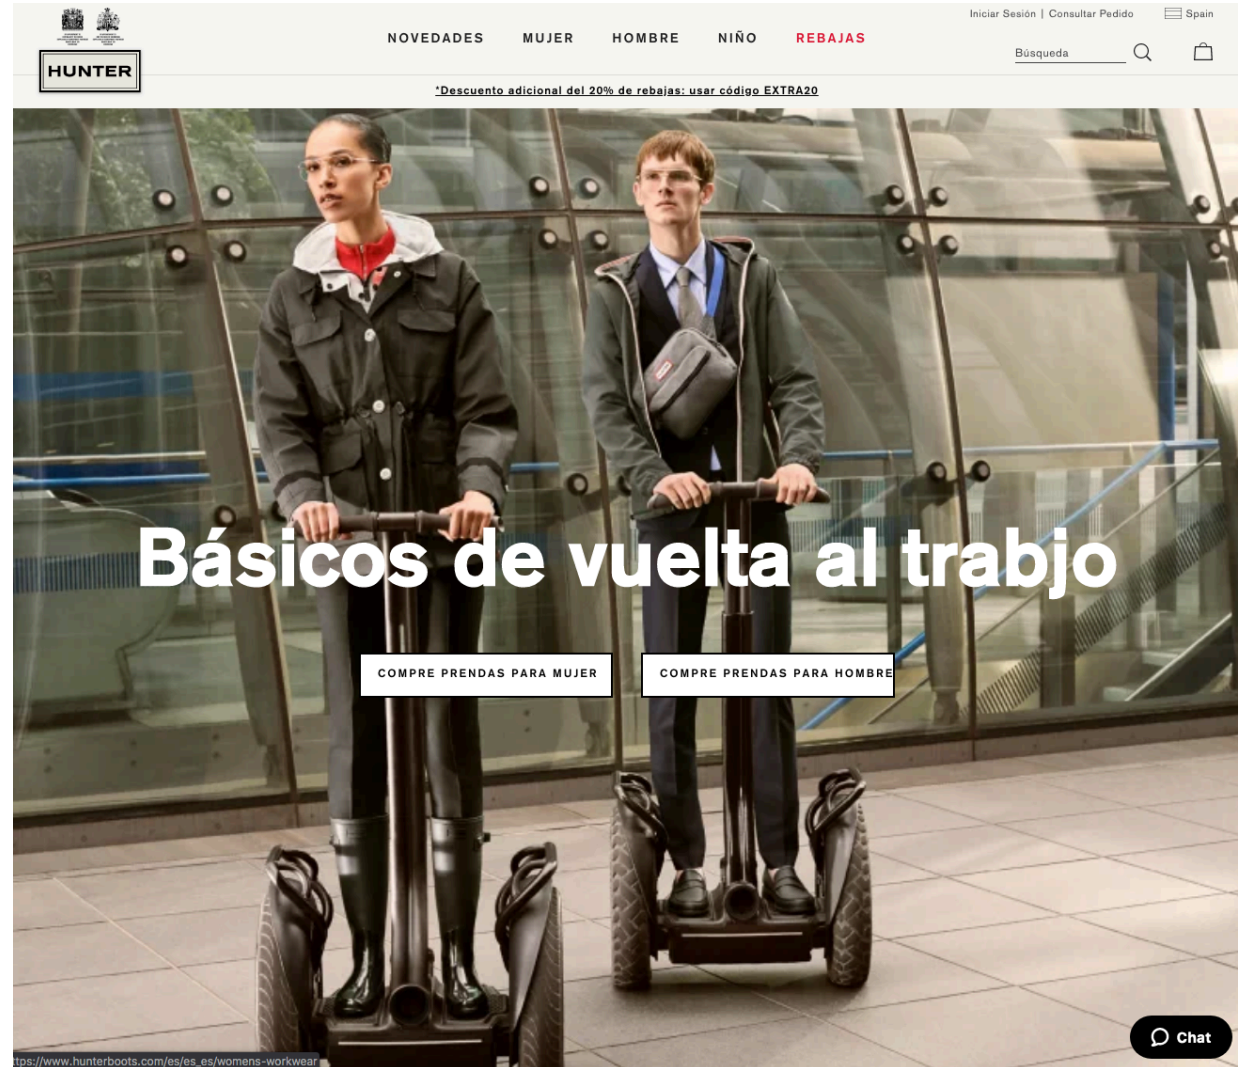 Iniciar Sesión | Consultar Pedido
Spain
NOVEDADES MUJER HOMBRE NIÑO REBAJAS
Búsqueda
HUNTER
*Descuento adicional del 20% de rebajas: usar código EXTRA20
Básicos de vuelta al trabjo
COMPRE PRENDAS PARA MUJER
COMPRE PRENDAS PARA HOMBRE
Chat
tps://www.hunterboots.com/es/es_es/womens-workwear